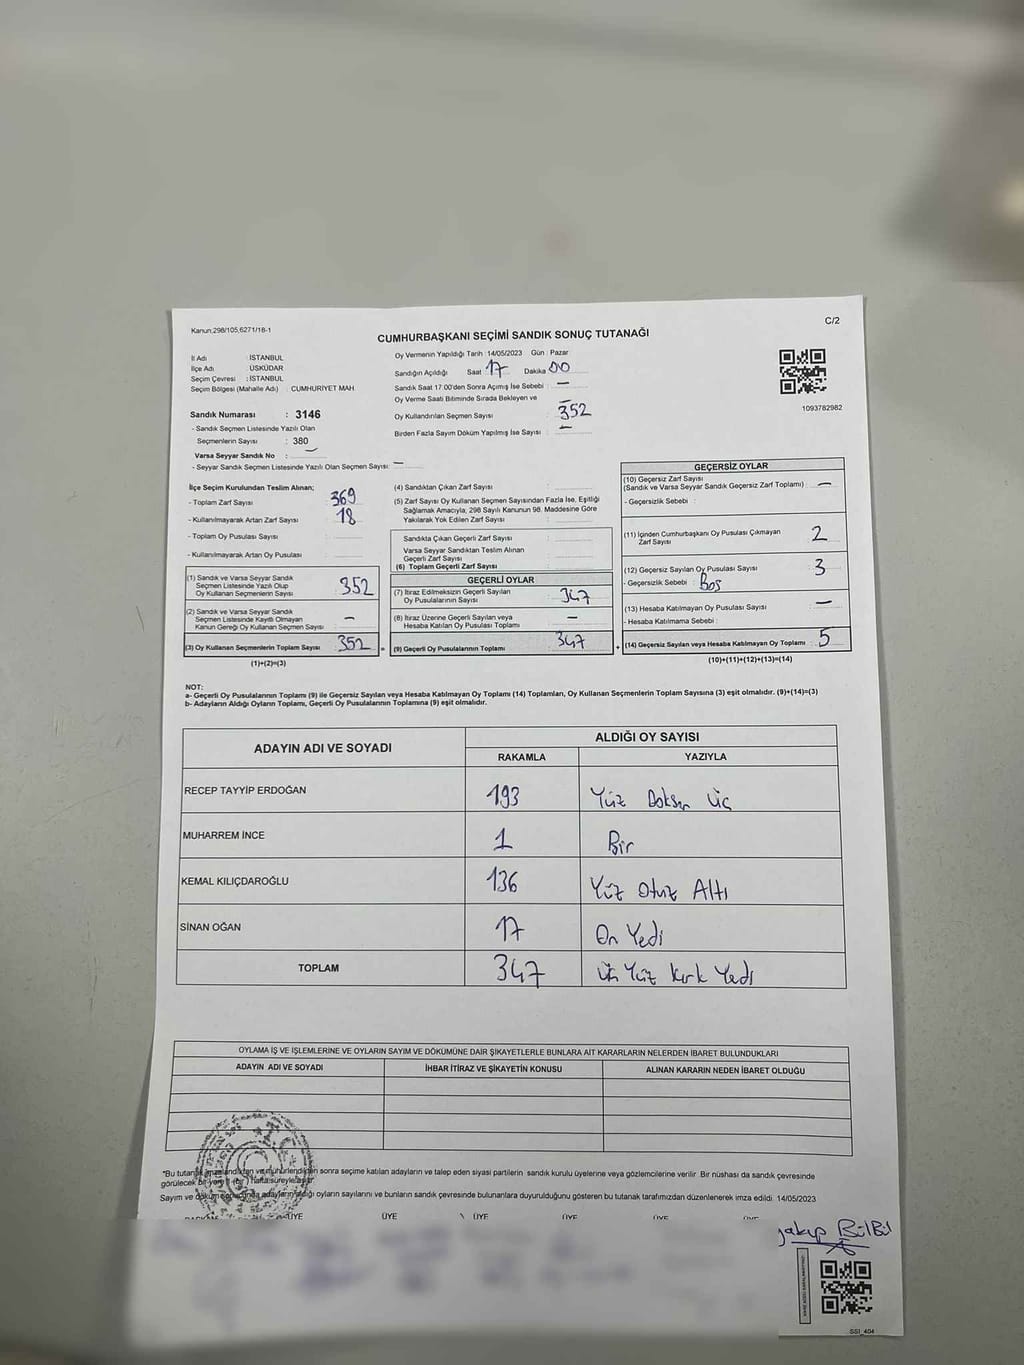 Kanun;298/105,6271/18-1
C/2
CUMHURBAŞKANI SEÇİMİ SANDIK SONUÇ TUTANAĞI
İl Adı : İSTANBUL
İlçe Adı : ÜSKÜDAR
Seçim Çevresi : İSTANBUL
Seçim Bölgesi (Mahalle Adı) : CUMHURİYET MAH
Sandık Numarası : 3146
- Sandık Seçmen Listesinde Yazılı Olan
Seçmenlerin Sayısı : 380
Varsa Seyyar Sandık No : —
- Seyyar Sandık Seçmen Listesinde Yazılı Olan Seçmen Sayısı: —
Oy Vermenin Yapıldığı Tarih :14/05/2023 Gün : Pazar
Sandığın Açıldığı Saat 17 Dakika 00
Sandık Saat 17:00'den Sonra Açımış İse Sebebi : —
Oy Verme Saati Bitiminde Sırada Bekleyen ve
Oy Kullandırılan Seçmen Sayısı : 352
Birden Fazla Sayım Döküm Yapılmış İse Sayısı : —
1093782982
İlçe Seçim Kurulundan Teslim Alınan;
- Toplam Zarf Sayısı : 369
- Kullanılmayarak Artan Zarf Sayısı : 18
- Toplam Oy Pusulası Sayısı :
- Kullanılmayarak Artan Oy Pusulası :
(1) Sandık ve Varsa Seyyar Sandık
Seçmen Listesinde Yazılı Olup
Oy Kullanan Seçmenlerin Sayısı : 352
(2) Sandık ve Varsa Seyyar Sandık
Seçmen Listesinde Kayıtlı Olmayan
Kanun Gereği Oy Kullanan Seçmen Sayısı : —
(3) Oy Kullanan Seçmenlerin Toplam Sayısı : 352 =
(1)+(2)=(3)
(4) Sandıktan Çıkan Zarf Sayısı :
(5) Zarf Sayısı Oy Kullanan Seçmen Sayısından Fazla İse, Eşitliği
Sağlamak Amacıyla, 298 Sayılı Kanunun 98. Maddesine Göre
Yakılarak Yok Edilen Zarf Sayısı :
Sandıkta Çıkan Geçerli Zarf Sayısı :
Varsa Seyyar Sandıktan Teslim Alınan
Geçerli Zarf Sayısı :
(6) Toplam Geçerli Zarf Sayısı :
GEÇERLİ OYLAR
(7) İtiraz Edilmeksizin Geçerli Sayılan
Oy Pusulalarının Sayısı : 347
(8) İtiraz Üzerine Geçerli Sayılan veya
Hesaba Katılan Oy Pusulası Toplamı : —
(9) Geçerli Oy Pusulalarının Toplamı : 347 +
GEÇERSİZ OYLAR
(10) Geçersiz Zarf Sayısı
(Sandık ve Varsa Seyyar Sandık Geçersiz Zarf Toplamı) : —
- Geçersizlik Sebebi :
(11) İçinden Cumhurbaşkanı Oy Pusulası Çıkmayan
Zarf Sayısı : 2
(12) Geçersiz Sayılan Oy Pusulası Sayısı : 3
- Geçersizlik Sebebi : Boş
(13) Hesaba Katılmayan Oy Pusulası Sayısı : —
- Hesaba Katılmama Sebebi :
(14) Geçersiz Sayılan veya Hesaba Katılmayan Oy Toplamı : 5
(10)+(11)+(12)+(13)=(14)
NOT:
a- Geçerli Oy Pusulalarının Toplamı (9) ile Geçersiz Sayılan veya Hesaba Katılmayan Oy Toplamı (14) Toplamları, Oy Kullanan Seçmenlerin Toplam Sayısına (3) eşit olmalıdır. (9)+(14)=(3)
b- Adayların Aldığı Oyların Toplamı, Geçerli Oy Pusulalarının Toplamına (9) eşit olmalıdır.
ADAYIN ADI VE SOYADI
ALDIĞI OY SAYISI
RAKAMLA YAZIYLA
RECEP TAYYİP ERDOĞAN 193 Yüz Doksan üç
MUHARREM İNCE 1 Bir
KEMAL KILIÇDAROĞLU 136 Yüz Otuz Altı
SİNAN OĞAN 17 On Yedi
TOPLAM 347 üç Yüz Kırk Yedi
OYLAMA İŞ VE İŞLEMLERİNE VE OYLARIN SAYIM VE DÖKÜMÜNE DAİR ŞİKAYETLERLE BUNLARA AİT KARARLARIN NELERDEN İBARET BULUNDUKLARI
ADAYIN ADI VE SOYADI İHBAR İTİRAZ VE ŞİKAYETİN KONUSU ALINAN KARARIN NEDEN İBARET OLDUĞU
"Bu tutanak imzalandıktan ve mühürlendikten sonra seçime katılan adayların ve talep eden siyasi partilerin sandık kurulu üyelerine veya gözlemcilerine verilir. Bir nüshası da sandık çevresinde
görülecek bir yere 1 (bir) hafta süreyle asılır.
Sayım ve döküm sonucunda adayların aldığı oyların sayılarını ve bunların sandık çevresinde bulunanlara duyurulduğunu gösteren bu tutanak tarafımızdan düzenlenerek imza edildi. 14/05/2023
BAŞKAN ÜYE ÜYE ÜYE ÜYE ÜYE ÜYE
Yakup Bülbül
SSI_404